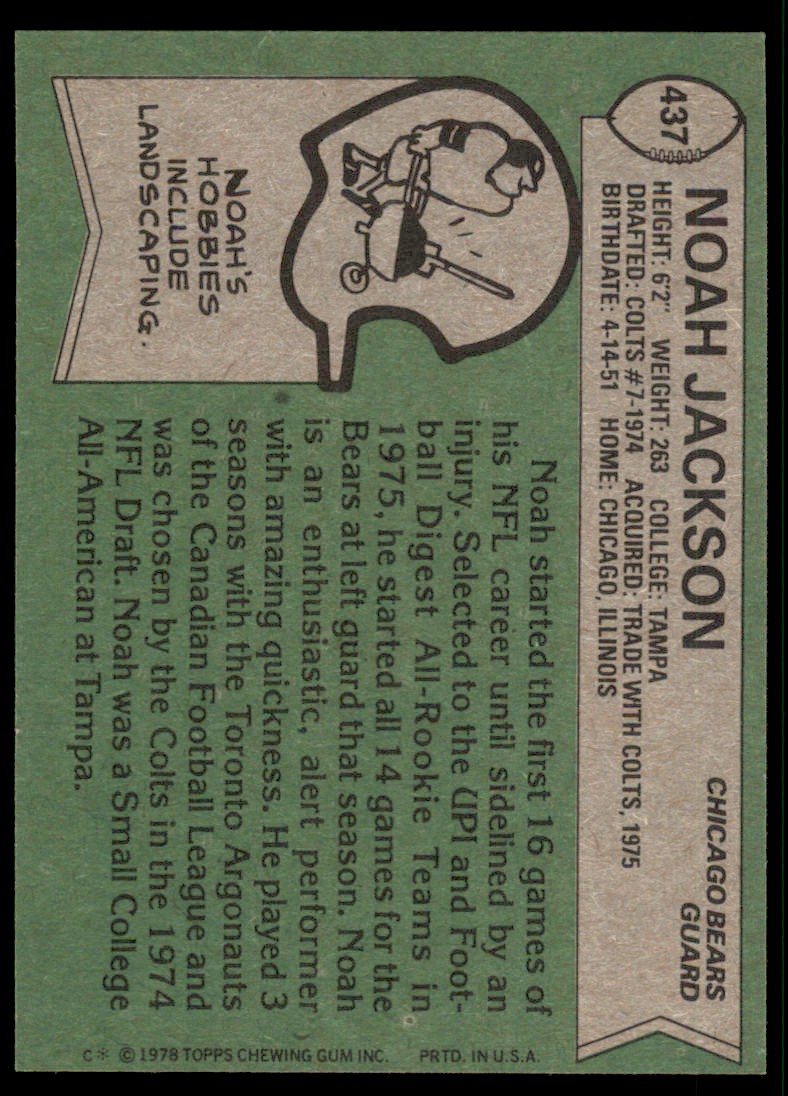 437
NOAH JACKSON
CHICAGO BEARS
GUARD
HEIGHT: 6'2" WEIGHT: 263 COLLEGE: TAMPA
DRAFTED: COLTS #7-1974 ACQUIRED: TRADE WITH COLTS, 1975
BIRTHDATE: 4-14-51 HOME: CHICAGO, ILLINOIS
NOAH'S
HOBBIES
INCLUDE
LANDSCAPING.
Noah started the first 16 games of
his NFL career until sidelined by an
injury. Selected to the UPI and Foot-
ball Digest All-Rookie Teams in
1975, he started all 14 games for the
Bears at left guard that season. Noah
is an enthusiastic, alert performer
with amazing quickness. He played 3
seasons with the Toronto Argonauts
of the Canadian Football League and
was chosen by the Colts in the 1974
NFL Draft. Noah was a Small College
All-American at Tampa.
C* © 1978 TOPPS CHEWING GUM INC. PRTD. IN U.S.A.